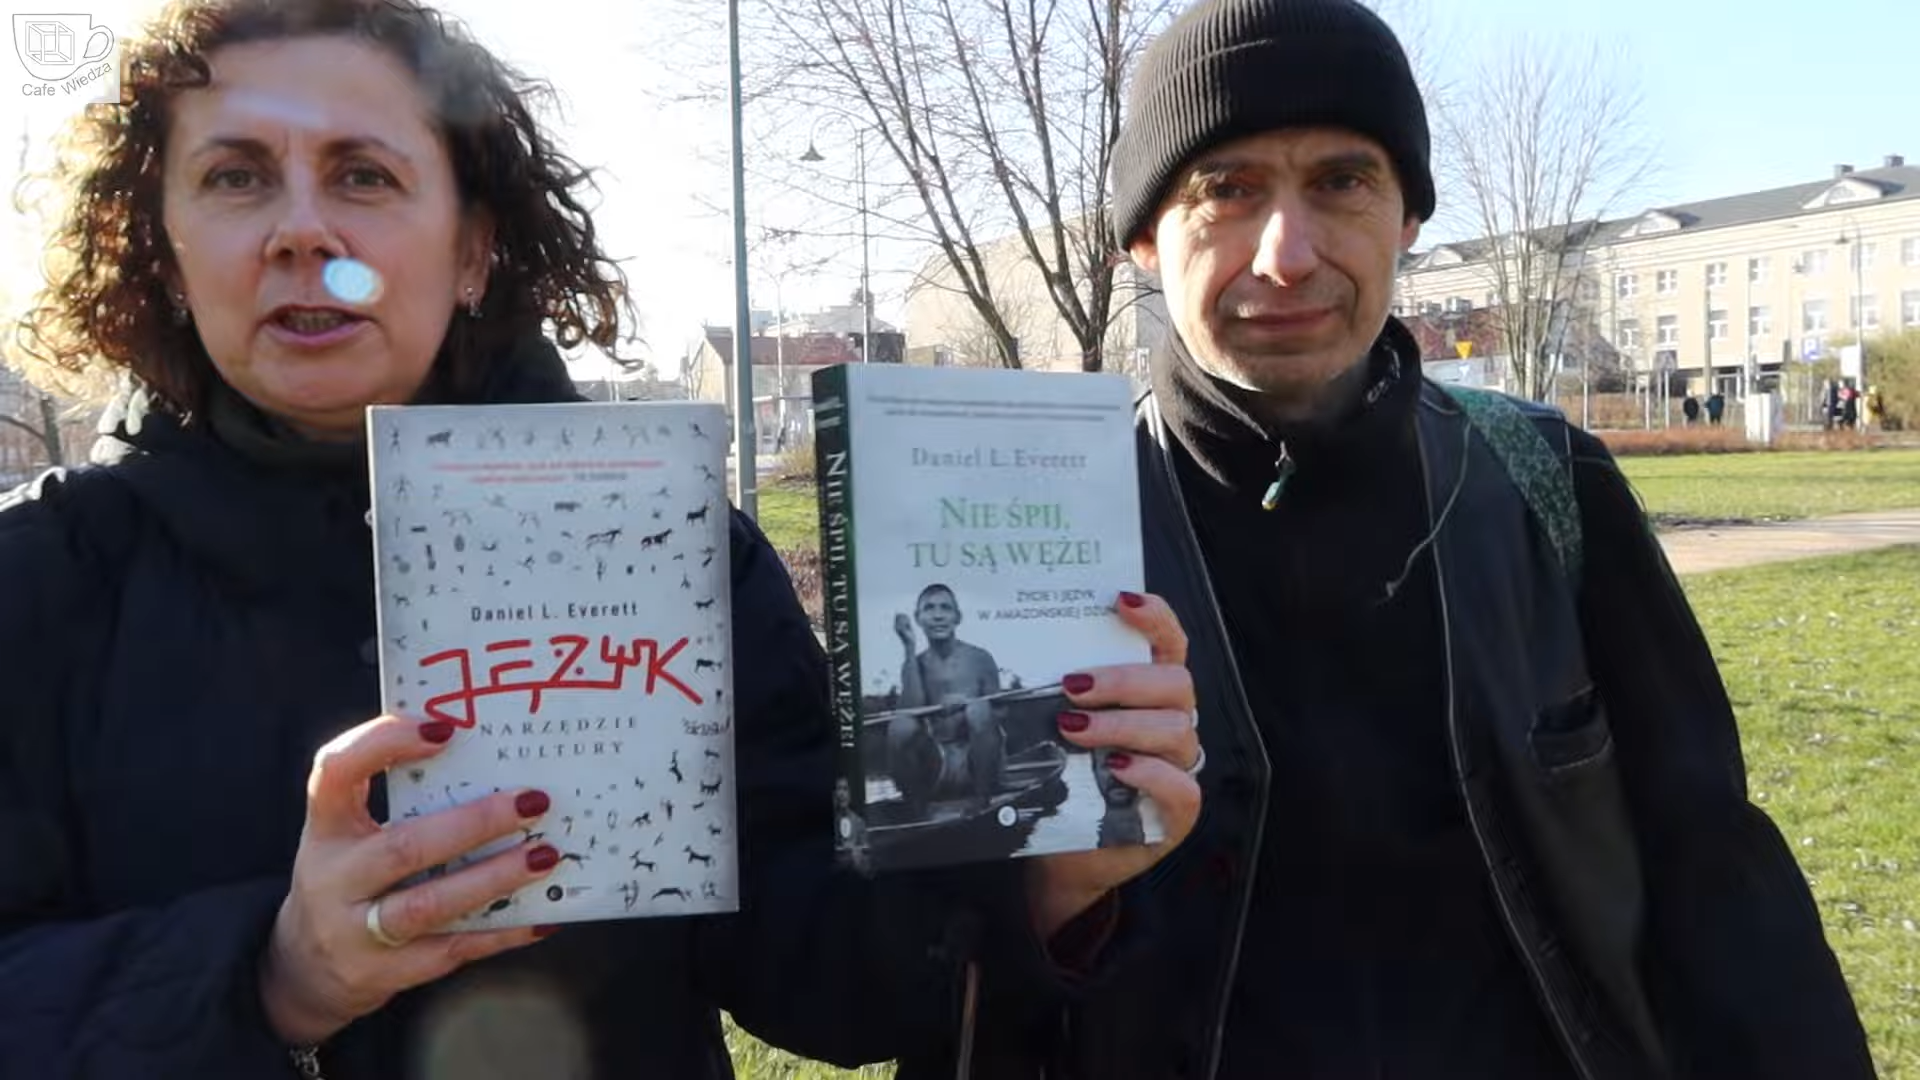 Cafe Wiedza
Daniel L. Everett
JĘZYK
NARZĘDZIE
KULTURY
NIE ŚPIJ, TU SĄ WĘŻE!
Daniel L. Everett
NIE ŚPIJ,
TU SĄ WĘŻE!
ŻYCIE I JĘZYK
W AMAZOŃSKIEJ